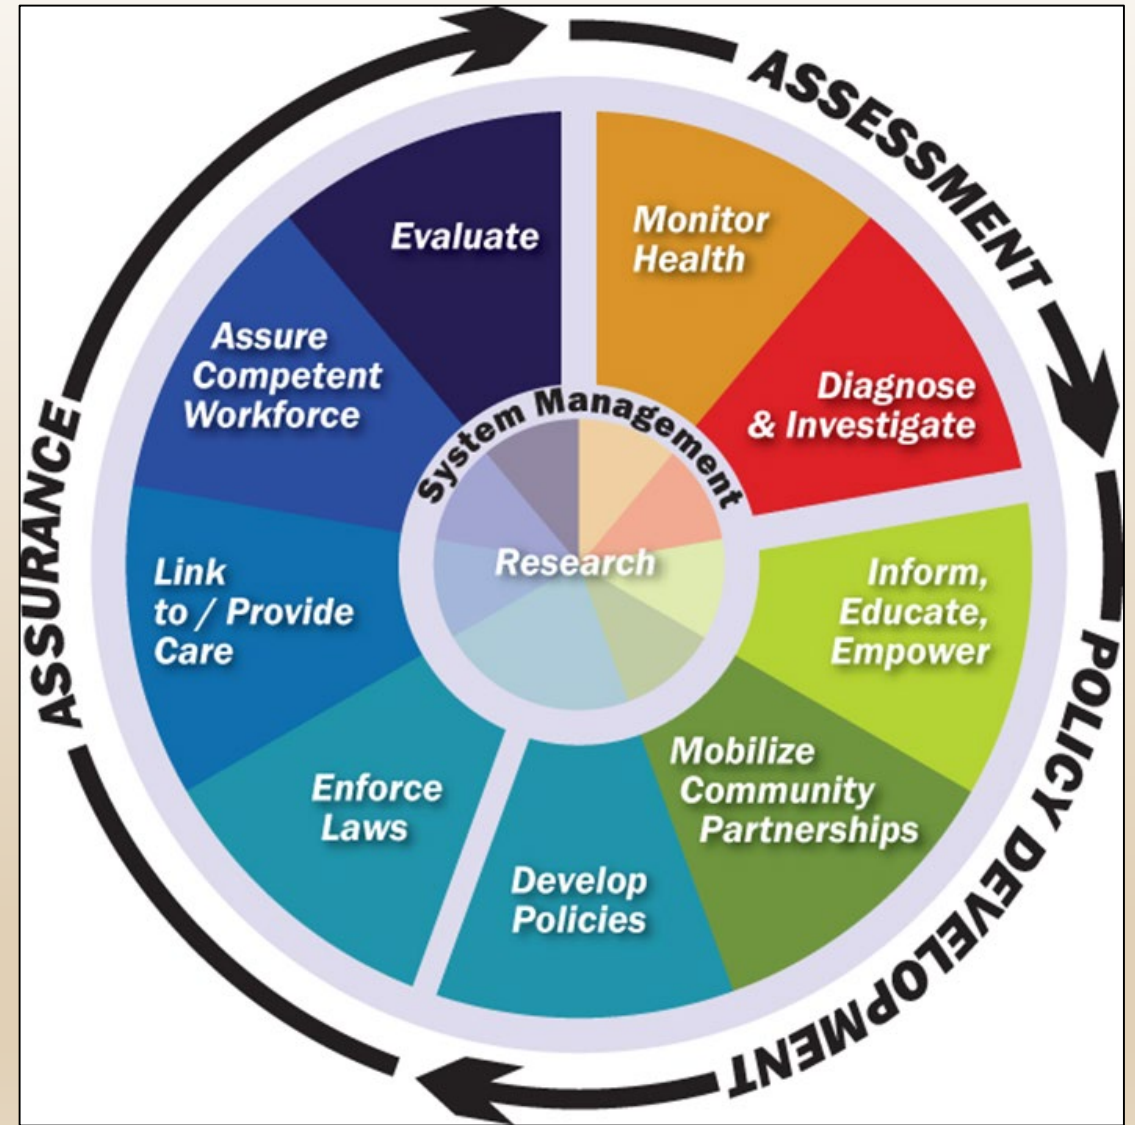 ASSESSMENT
POLICY DEVELOPMENT
ASSURANCE
Monitor
Health
Diagnose
& Investigate
Inform,
Educate,
Empower
Mobilize
Community
Partnerships
Develop
Policies
Enforce
Laws
Link
to / Provide
Care
Assure
Competent
Workforce
Evaluate
System Management
Research